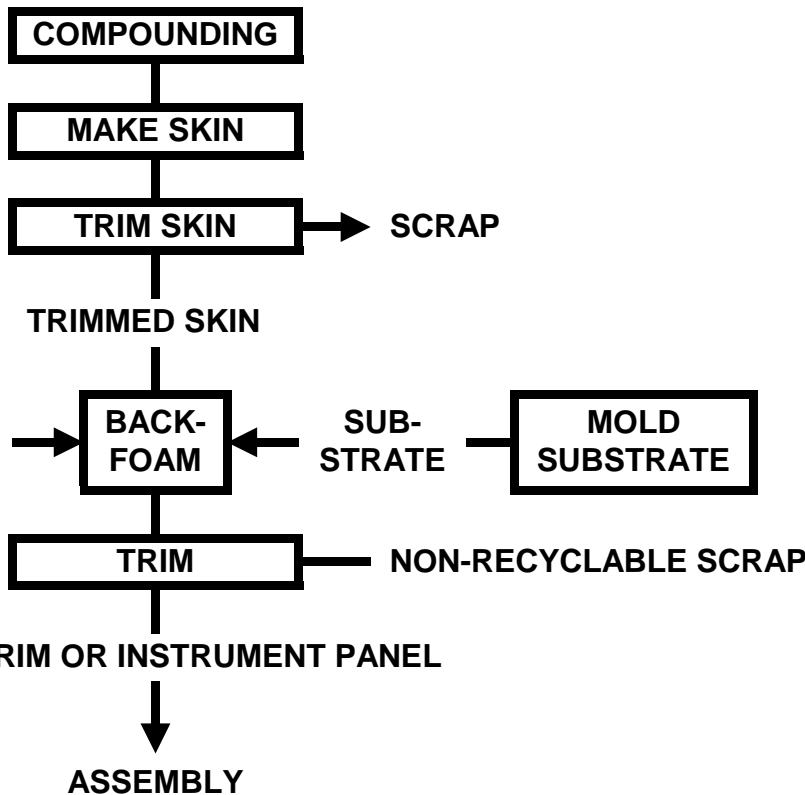 COMPOUNDING
MAKE SKIN
TRIM SKIN
SCRAP
TRIMMED SKIN
BACK-
FOAM
SUB-
STRATE
MOLD
SUBSTRATE
TRIM
NON-RECYCLABLE SCRAP
RIM OR INSTRUMENT PANEL
ASSEMBLY